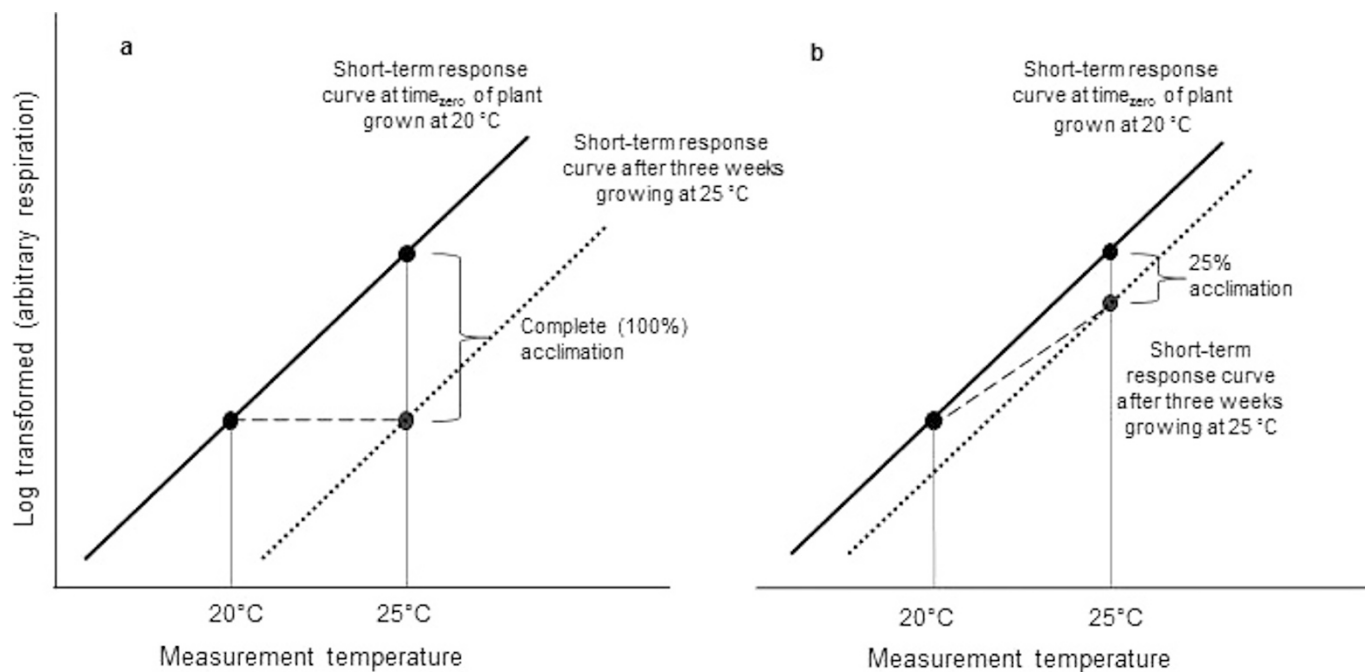 Log transformed (arbitrary respiration)
a
Short-term response
curve at time_zero of plant
grown at 20 °C
Short-term response
curve after three weeks
growing at 25 °C
Complete (100%)
acclimation
20°C
25°C
Measurement temperature
b
Short-term response
curve at time_zero of plant
grown at 20 °C
25%
acclimation
Short-term
response curve
after three weeks
growing at 25 °C
20°C
25°C
Measurement temperature